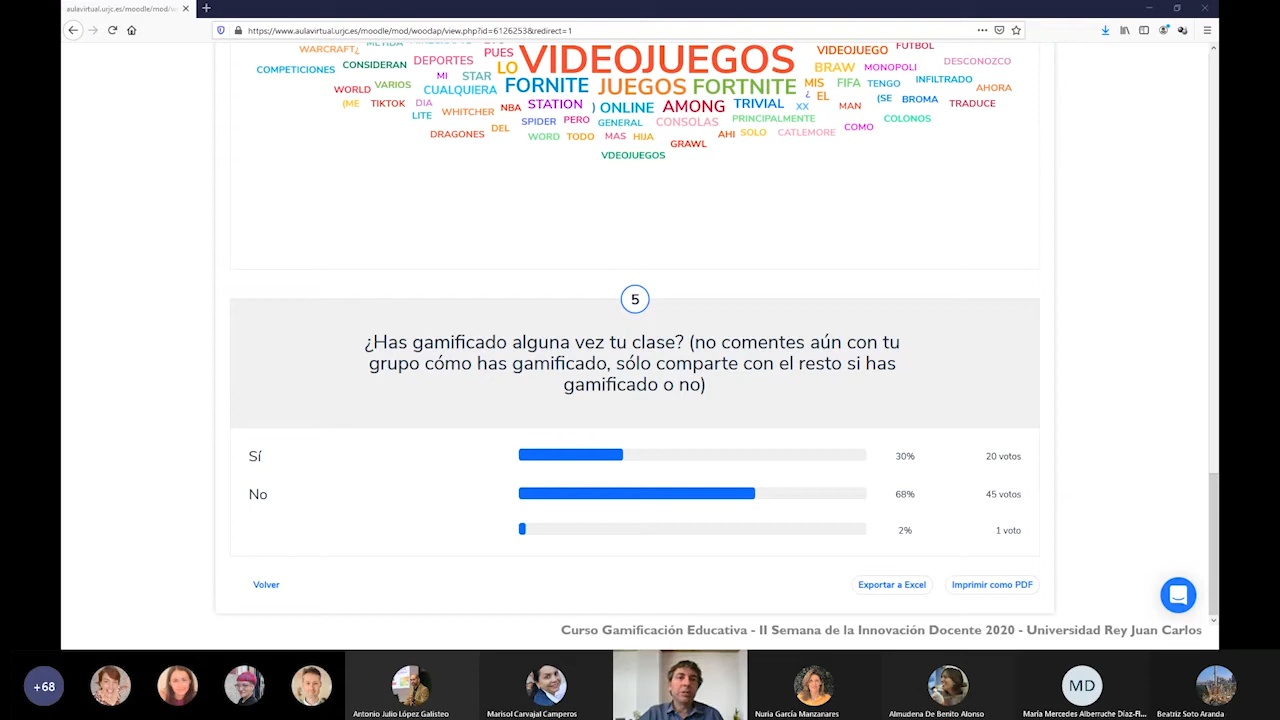 aulavirtual.urjc.es/moodle/mod/w
https://www.aulavirtual.urjc.es/moodle/mod/wooclap/view.php?id=6126253&redirect=1
WARCRAFT¿
METIDA
PUES
VIDEOJUEGOS
VIDEOJUEGO
FUTBOL
COMPETICIONES
CONSIDERAN
DEPORTES
LO
BRAW
MONOPOLI
DESCONOZCO
MI
STAR
WORLD
VARIOS
CUALQUIERA
FORNITE
JUEGOS
FORTNITE
MIS
FIFA
TENGO
INFILTRADO
AHORA
(ME
TIKTOK
DIA
WHITCHER
NBA
STATION
) ONLINE
AMONG
TRIVIAL
XX
¿
EL
MAN
(SE
BROMA
TRADUCE
LITE
SPIDER
PERO
GENERAL
CONSOLAS
PRINCIPALMENTE
COMO
COLONOS
DRAGONES
DEL
WORD
TODO
MAS
HIJA
GRAWL
AHI
SOLO
CATLEMORE
VDEOJUEGOS
5
¿Has gamificado alguna vez tu clase? (no comentes aún con tu
grupo cómo has gamificado, sólo comparte con el resto si has
gamificado o no)
Sí 30% 20 votos
No 68% 45 votos
2% 1 voto
Volver Exportar a Excel Imprimir como PDF
Curso Gamificación Educativa - II Semana de la Innovación Docente 2020 - Universidad Rey Juan Carlos
+68
MD
Antonio Julio López Galisteo
Marisol Carvajal Camperos
Nuria García Manzanares
Almudena De Benito Alonso
María Mercedes Alberruche Díaz-Fl...
Beatriz Soto Aranda